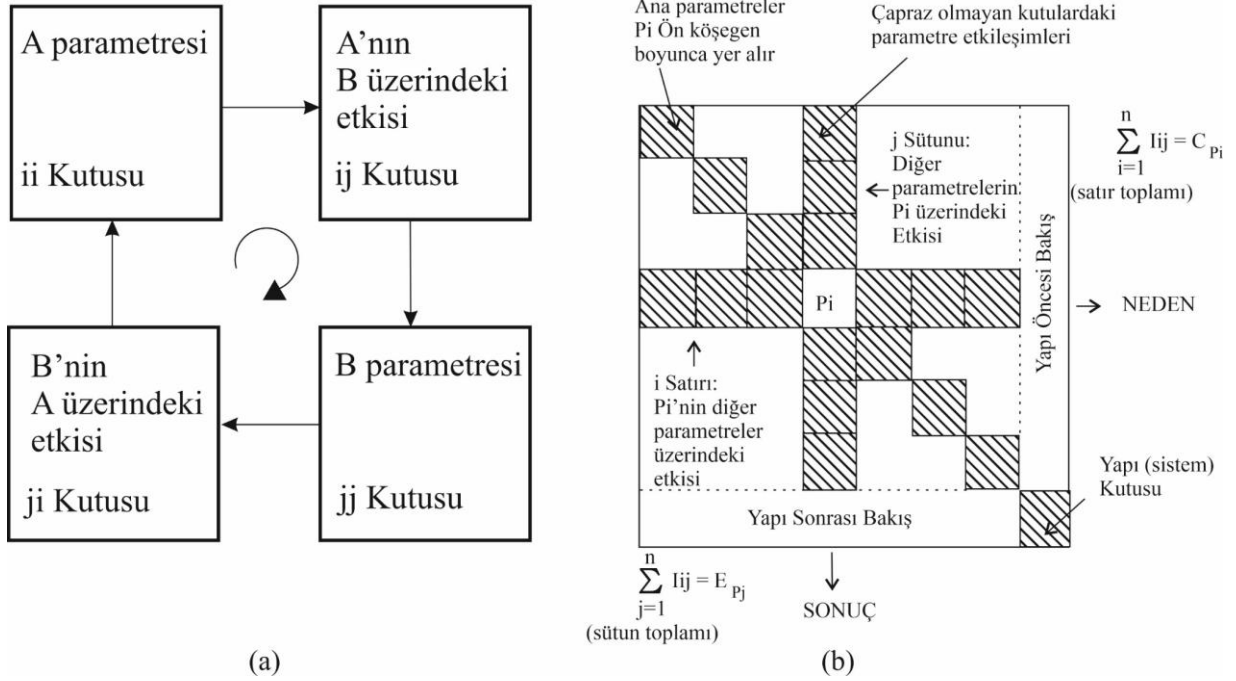 A parametresi
ii Kutusu
A’nın
B üzerindeki
etkisi
ij Kutusu
B’nin
A üzerindeki
etkisi
ji Kutusu
B parametresi
jj Kutusu
(a)
Ana parametreler
Pi Ön köşegen
boyunca yer alır
Çapraz olmayan kutulardaki
parametre etkileşimleri
j Sütunu:
Diğer
parametrelerin
Pi üzerindeki
Etkisi
n
∑ Iij = C Pi
i=1
(satır toplamı)
Yapı Öncesi Bakış
NEDEN
Pi
i Satırı:
Pi’nin diğer
parametreler
üzerindeki
etkisi
Yapı (sistem)
Kutusu
Yapı Sonrası Bakış
n
∑ Iij = E Pj
j=1
(sütun toplamı)
SONUÇ
(b)